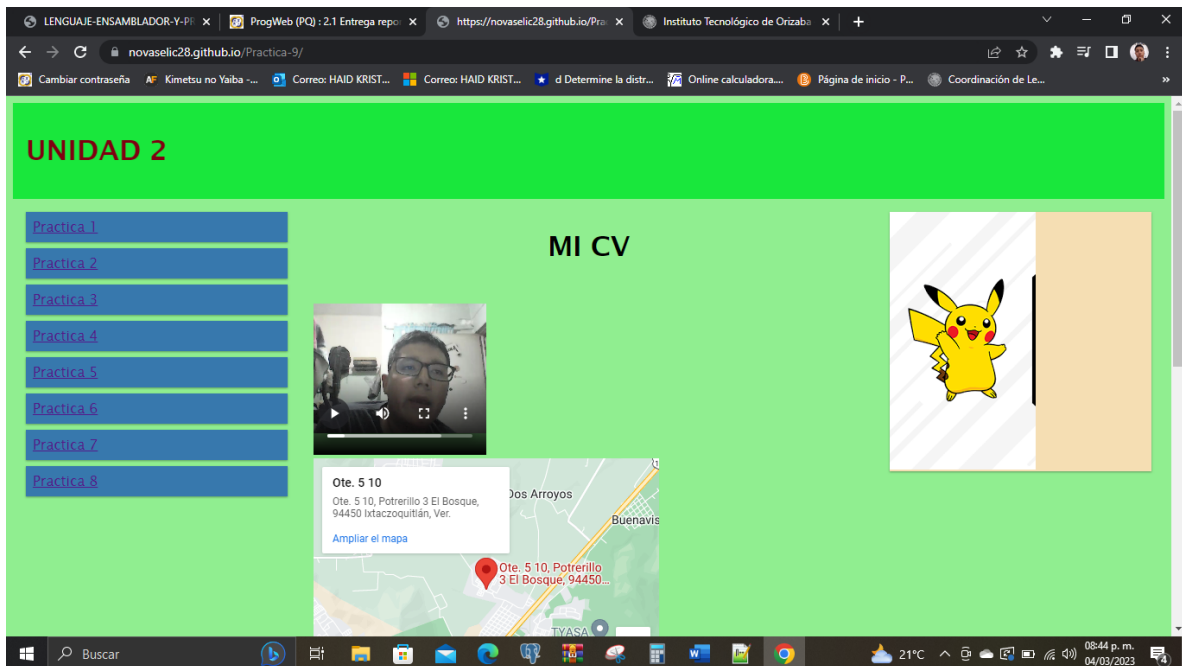 LENGUAJE-ENSAMBLADOR-Y-PR
ProgWeb (PQ) : 2.1 Entrega repo
https://novaselic28.github.io/Prac
Instituto Tecnológico de Orizaba
novaselic28.github.io/Practica-9/
Cambiar contraseña
AF Kimetsu no Yaiba -...
Correo: HAID KRIST...
Correo: HAID KRIST...
d Determine la distr...
Online calculadora....
Página de inicio - P...
Coordinación de Le...
»
UNIDAD 2
Practica 1
Practica 2
Practica 3
Practica 4
Practica 5
Practica 6
Practica 7
Practica 8
MI CV
Ote. 5 10
Ote. 5 10, Potrerillo 3 El Bosque,
94450 Ixtaczoquitlán, Ver.
Ampliar el mapa
Dos Arroyos
Buenavis
Ote. 5 10, Potrerillo
3 El Bosque, 94450...
TYASA
Buscar
21°C
08:44 p. m.
04/03/2023
4